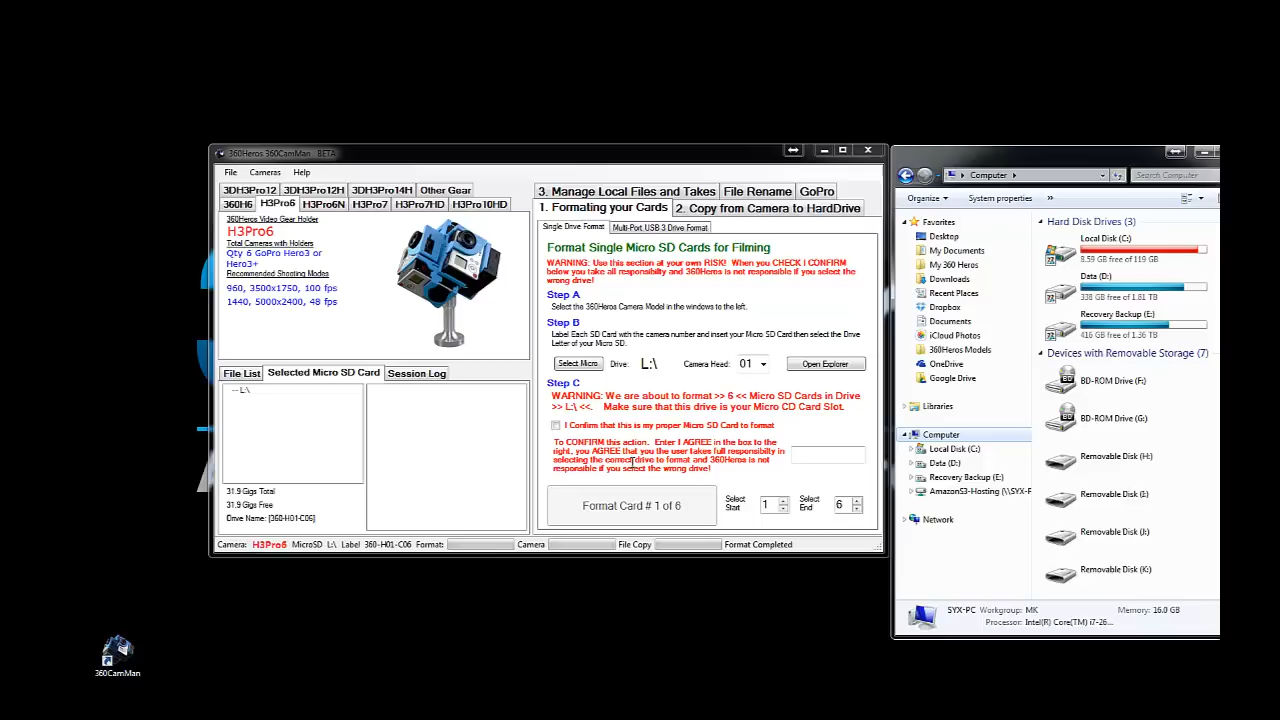 360Heros 360CamMan - BETA
File Cameras Help
3DH3Pro12 3DH3Pro12H 3DH3Pro14H Other Gear
360H6 H3Pro6 H3Pro6N H3Pro7 H3Pro7HD H3Pro10HD
360Heros Video Gear Holder
H3Pro6
Total Cameras with Holders
Qty 6 GoPro Hero3 or
Hero3+
Recommended Shooting Modes
960, 3500x1750, 100 fps
1440, 5000x2400, 48 fps
File List Selected Micro SD Card Session Log
-- L:\
31.9 Gigs Total
31.9 Gigs Free
Drive Name: [360-H01-C06]
3. Manage Local Files and Takes File Rename GoPro
1. Formating your Cards 2. Copy from Camera to HardDrive
Single Drive Format Multi-Port USB 3 Drive Format
Format Single Micro SD Cards for Filming
WARNING: Use this section at your own RISK! When you CHECK I CONFIRM
below you take all responsibilty and 360Heros is not responsible if you select the
wrong drive!
Step A
Select the 360Heros Camera Model in the windows to the left.
Step B
Label Each SD Card with the camera number and insert your Micro SD Card then select the Drive
Letter of your Micro SD.
Select Micro Drive: L:\ Camera Head: 01 Open Explorer
Step C
WARNING: We are about to format >> 6 << Micro SD Cards in Drive
>> L:\ <<. Make sure that this drive is your Micro CD Card Slot.
I Confirm that this is my proper Micro SD Card to format
To CONFIRM this action. Enter I AGREE in the box to the
right, you AGREE that you the user takes full responsibility in
selecting the correct drive to format and 360Heros is not
responsible if you select the wrong drive!
Format Card # 1 of 6 Select Start 1 Select End 6
Camera: H3Pro6 MicroSD L:\ Label 360-H01-C06 Format: Camera File Copy Format Completed
Computer Search Computer
Organize System properties »
Favorites
Desktop
My Documents
My 360 Heros
Downloads
Recent Places
Dropbox
Documents
iCloud Photos
360Heros Models
OneDrive
Google Drive
Libraries
Computer
Local Disk (C:)
Data (D:)
Recovery Backup (E:)
AmazonS3-Hosting (\\SYX-F
Network
Hard Disk Drives (3)
Local Disk (C:)
8.59 GB free of 119 GB
Data (D:)
338 GB free of 1.81 TB
Recovery Backup (E:)
416 GB free of 1.36 TB
Devices with Removable Storage (7)
BD-ROM Drive (F:)
BD-ROM Drive (G:)
Removable Disk (H:)
Removable Disk (I:)
Removable Disk (J:)
Removable Disk (K:)
SYX-PC Workgroup: MK Memory: 16.0 GB
Processor: Intel(R) Core(TM) i7-26...
360CamMan